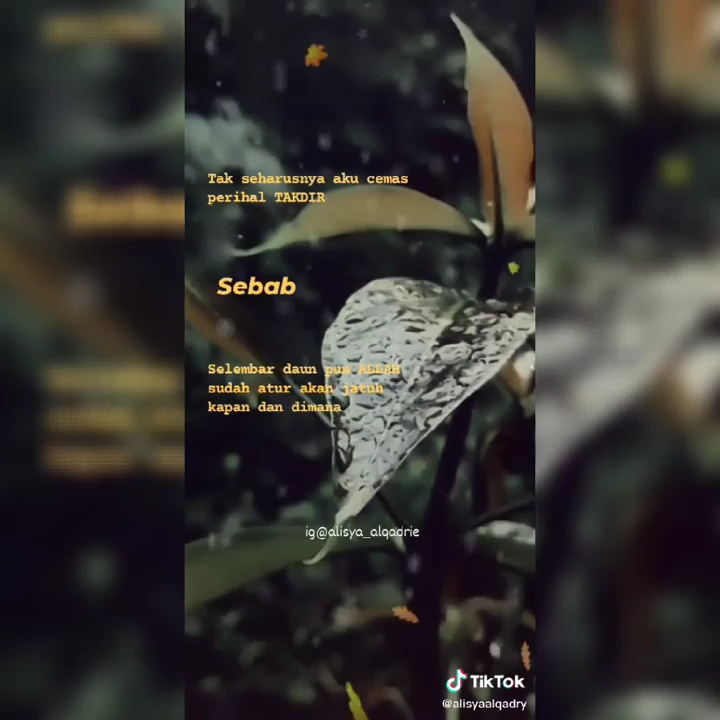 Tak seharusnya aku cemas
perihal TAKDIR
Sebab
Selembar daun pun ALLAH
sudah atur akan jatuh
kapan dan dimana
ig@alisya_alqadrie
TikTok
@alisyaalqadry